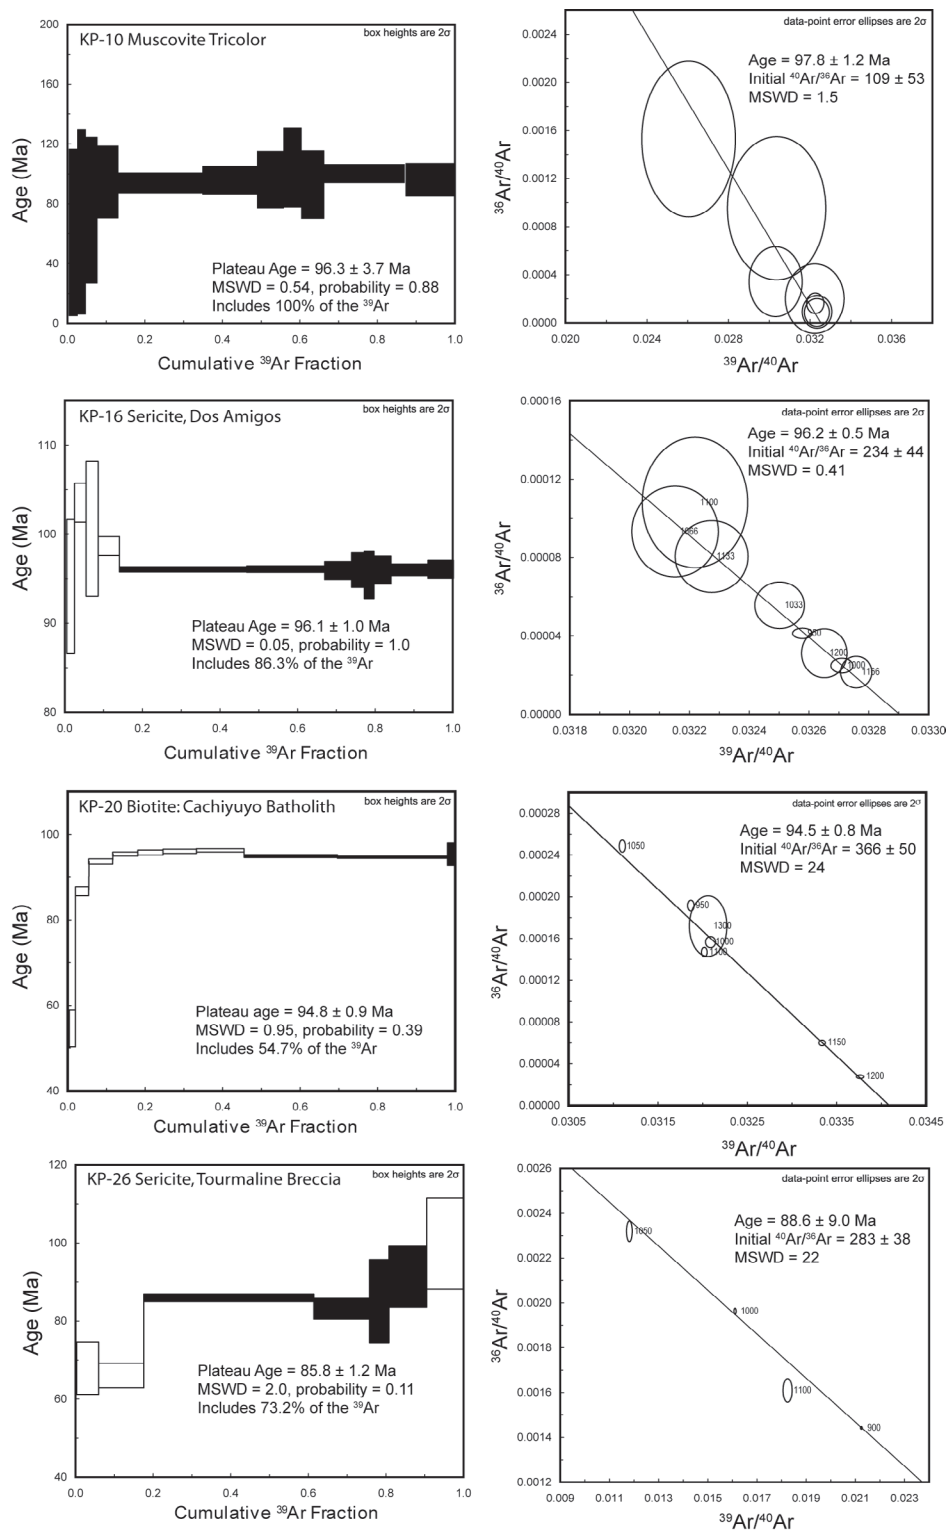 KP-10 Muscovite Tricolor
box heights are 2σ
200
160
120
80
40
0
Age (Ma)
Plateau Age = 96.3 ± 3.7 Ma
MSWD = 0.54, probability = 0.88
Includes 100% of the ³⁹Ar
0.0 0.2 0.4 0.6 0.8 1.0
Cumulative ³⁹Ar Fraction
data-point error ellipses are 2σ
Age = 97.8 ± 1.2 Ma
Initial ⁴⁰Ar/³⁶Ar = 109 ± 53
MSWD = 1.5
0.0024
0.0020
0.0016
0.0012
0.0008
0.0004
0.0000
³⁶Ar/⁴⁰Ar
0.020 0.024 0.028 0.032 0.036
³⁹Ar/⁴⁰Ar
KP-16 Sericite, Dos Amigos
box heights are 2σ
110
100
90
80
Age (Ma)
Plateau Age = 96.1 ± 1.0 Ma
MSWD = 0.05, probability = 1.0
Includes 86.3% of the ³⁹Ar
0.0 0.2 0.4 0.6 0.8 1.0
Cumulative ³⁹Ar Fraction
data-point error ellipses are 2σ
Age = 96.2 ± 0.5 Ma
Initial ⁴⁰Ar/³⁶Ar = 234 ± 44
MSWD = 0.41
0.00016
0.00012
0.00008
0.00004
0.00000
³⁶Ar/⁴⁰Ar
1100
1066
1133
1033
950
1200
1000
1166
0.0318 0.0320 0.0322 0.0324 0.0326 0.0328 0.0330
³⁹Ar/⁴⁰Ar
KP-20 Biotite: Cachiyuyo Batholith
box heights are 2σ
100
80
60
40
Age (Ma)
Plateau age = 94.8 ± 0.9 Ma
MSWD = 0.95, probability = 0.39
Includes 54.7% of the ³⁹Ar
0.0 0.2 0.4 0.6 0.8 1.0
Cumulative ³⁹Ar Fraction
data-point error ellipses are 2σ
Age = 94.5 ± 0.8 Ma
Initial ⁴⁰Ar/³⁶Ar = 366 ± 50
MSWD = 24
0.00028
0.00024
0.00020
0.00016
0.00012
0.00008
0.00004
0.00000
³⁶Ar/⁴⁰Ar
1050
950
1300
1000
1100
1150
1200
0.0305 0.0315 0.0325 0.0335 0.0345
³⁹Ar/⁴⁰Ar
KP-26 Sericite, Tourmaline Breccia
box heights are 2σ
120
100
80
60
40
Age (Ma)
Plateau Age = 85.8 ± 1.2 Ma
MSWD = 2.0, probability = 0.11
Includes 73.2% of the ³⁹Ar
0.0 0.2 0.4 0.6 0.8 1.0
Cumulative ³⁹Ar Fraction
data-point error ellipses are 2σ
Age = 88.6 ± 9.0 Ma
Initial ⁴⁰Ar/³⁶Ar = 283 ± 38
MSWD = 22
0.0026
0.0024
0.0022
0.0020
0.0018
0.0016
0.0014
0.0012
³⁶Ar/⁴⁰Ar
1050
1000
1100
900
0.009 0.011 0.013 0.015 0.017 0.019 0.021 0.023
³⁹Ar/⁴⁰Ar